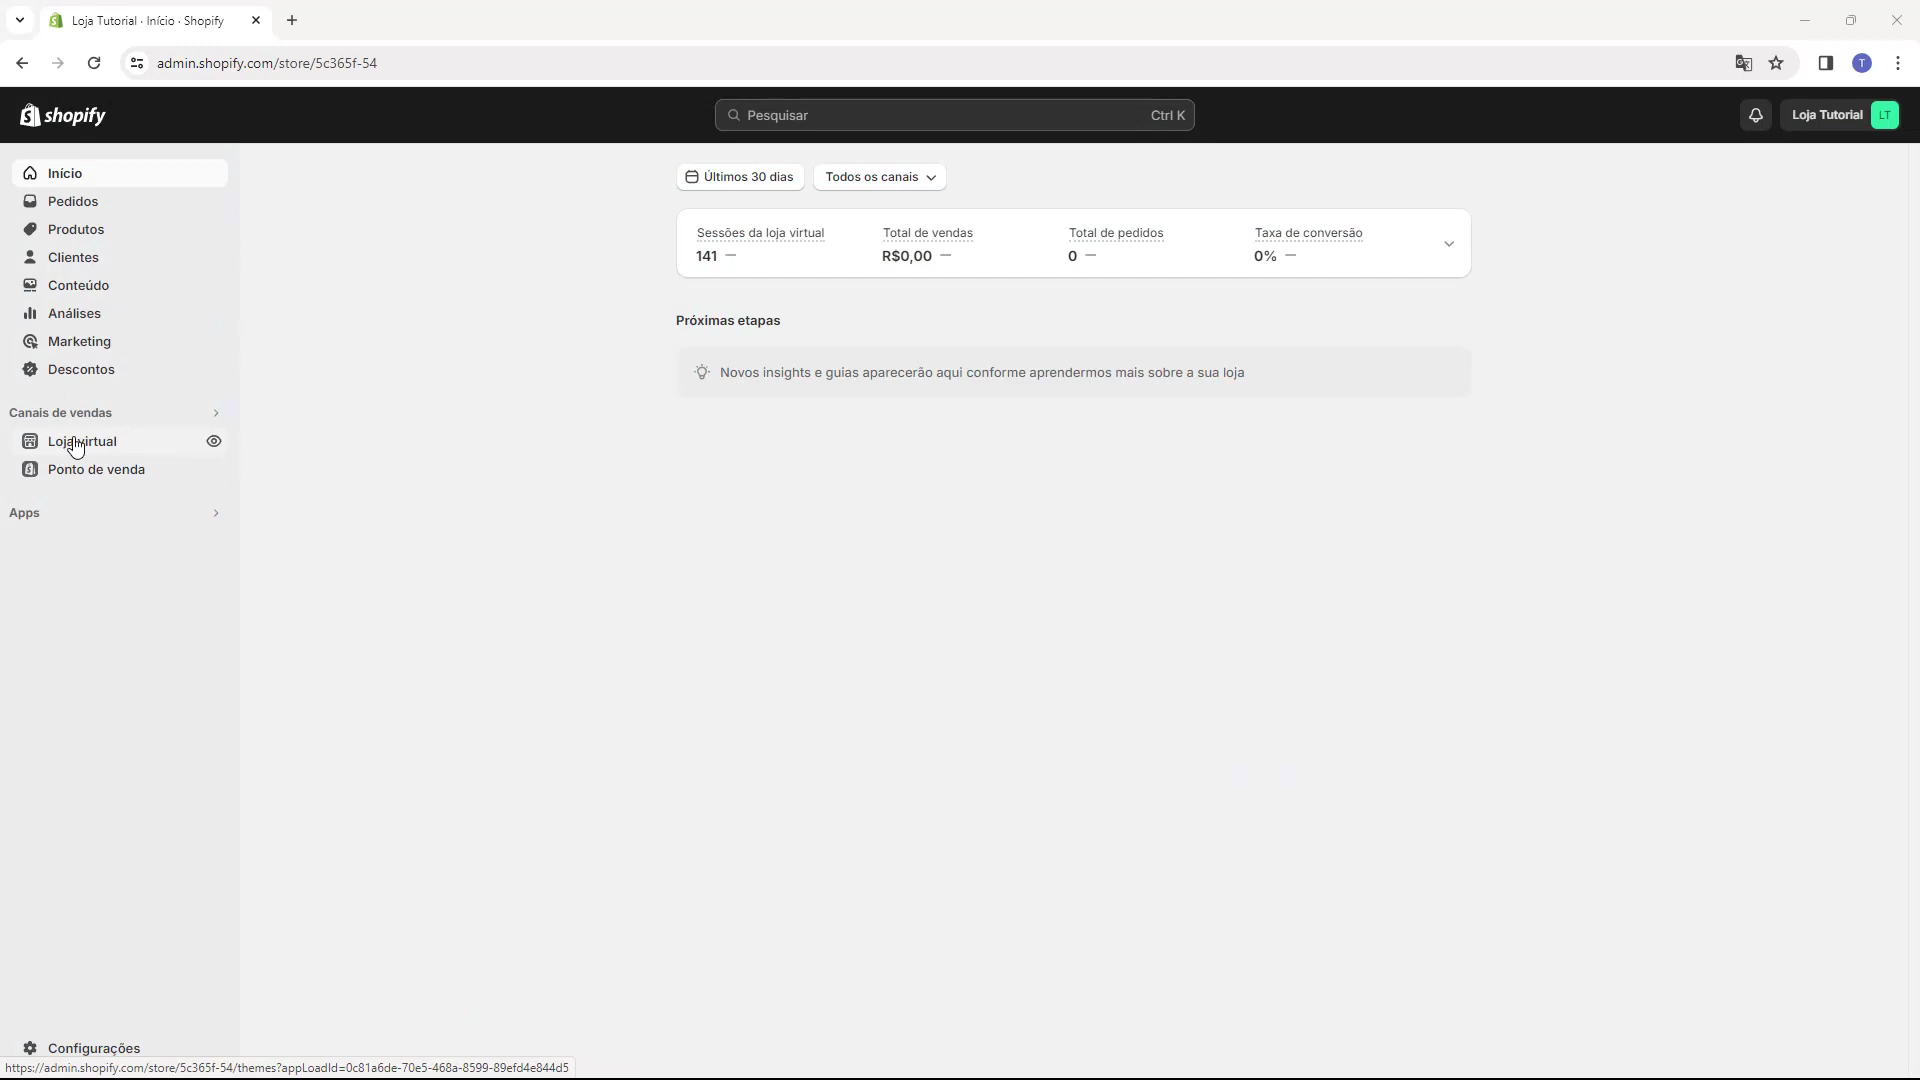 Loja Tutorial · Início · Shopify
admin.shopify.com/store/5c365f-54
T
shopify
Pesquisar
Ctrl K
Loja Tutorial
LT
Início
Pedidos
Produtos
Clientes
Conteúdo
Análises
Marketing
Descontos
Canais de vendas
Loja virtual
Ponto de venda
Apps
Configurações
Últimos 30 dias
Todos os canais
Sessões da loja virtual
141 —
Total de vendas
R$0,00 —
Total de pedidos
0 —
Taxa de conversão
0% —
Próximas etapas
Novos insights e guias aparecerão aqui conforme aprendermos mais sobre a sua loja
https://admin.shopify.com/store/5c365f-54/themes?appLoadId=0c81a6de-70e5-468a-8599-89efd4e844d5